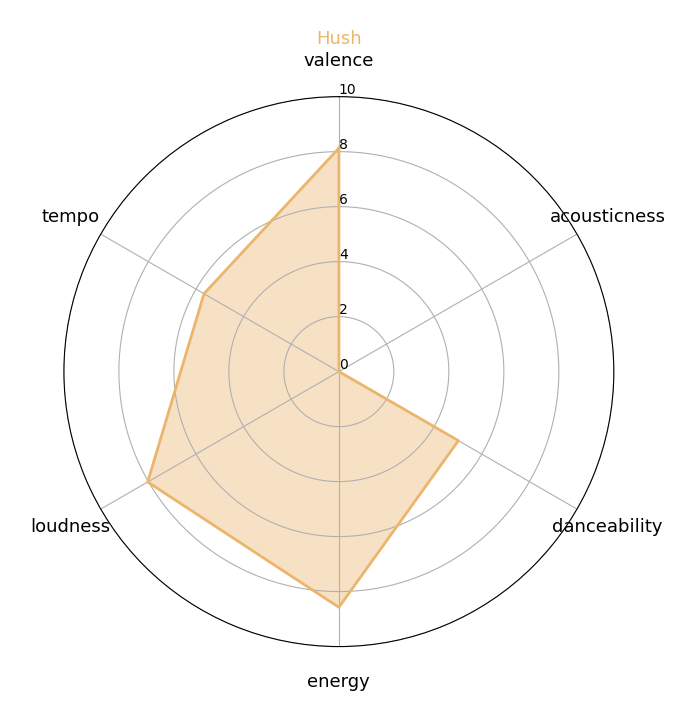 Hush
valence
10
8
6
4
2
0
tempo
acousticness
loudness
danceability
energy